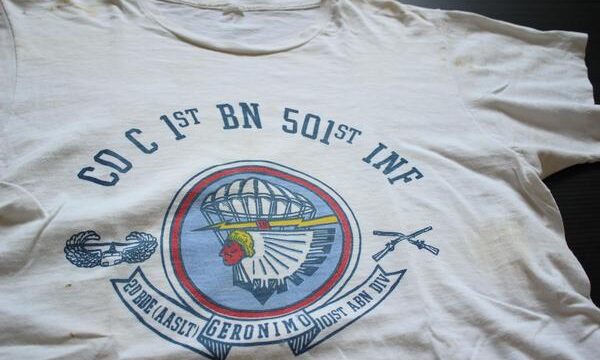 CO C 1ST BN 501ST INF
2D BDE (AASLT) GERONIMO 101ST ABN DIV